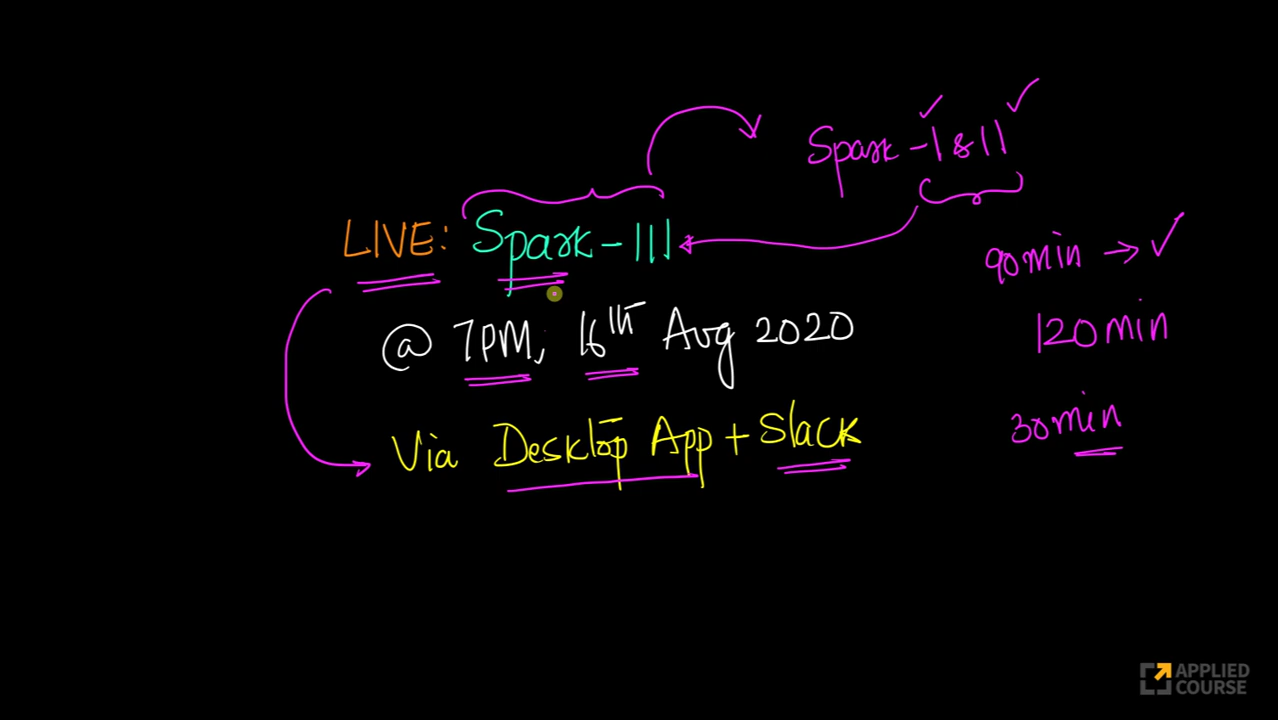 Spark - I & II
LIVE: Spark - III
90min → ✓
@ 7PM, 16th Aug 2020
120min
Via Desktop App + Slack
30min
APPLIED
COURSE